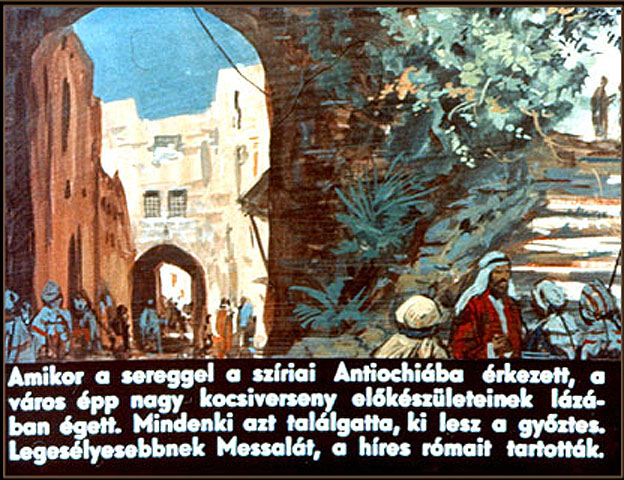 Amikor a sereggel a szíriai Antiochiába érkezett, a
város épp nagy kocsiverseny előkészületeinek lázá-
ban égett. Mindenki azt találgatta, ki lesz a győztes.
Legesélyesebbnek Messalát, a híres rómait tartották.